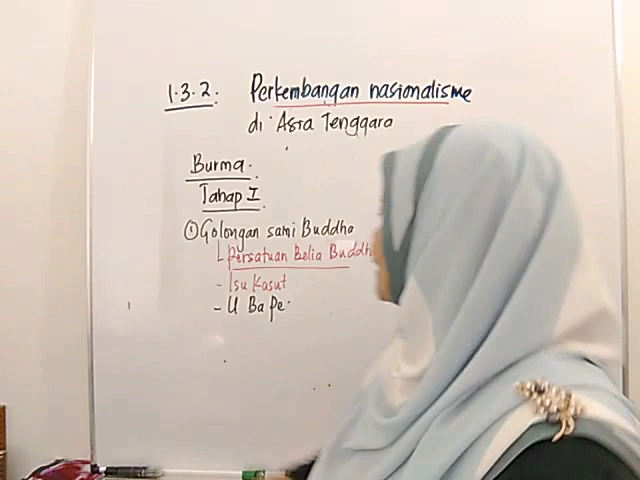 1.3.2: Perkembangan nasionalisme
di Asia Tenggara
Burma.
Tahap I
① Golongan sami Buddha
Persatuan Belia Buddh
- Isu Kasut
- U Ba Pe